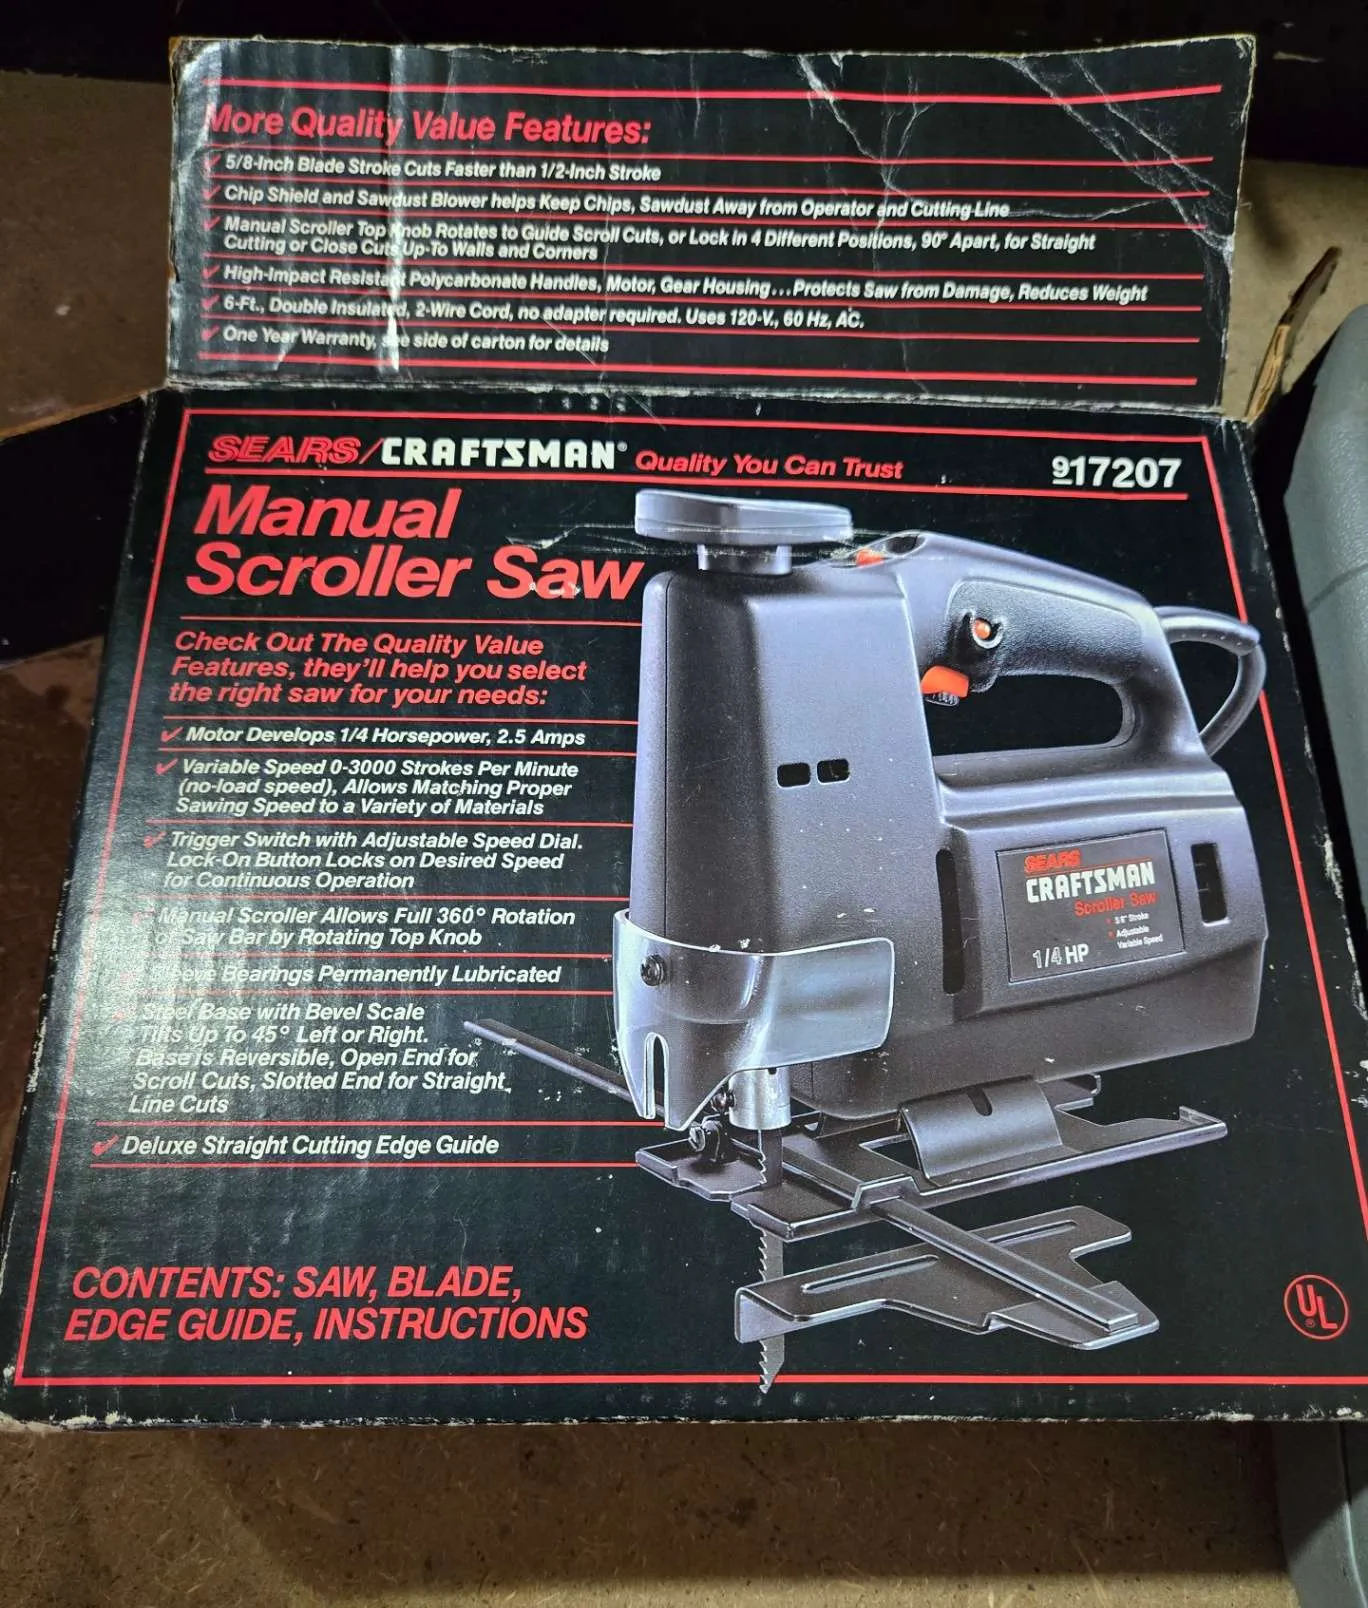 More Quality Value Features:
✓ 5/8-Inch Blade Stroke Cuts Faster than 1/2-Inch Stroke
✓ Chip Shield and Sawdust Blower helps Keep Chips, Sawdust Away from Operator and Cutting-Line
✓ Manual Scroller Top Knob Rotates to Guide Scroll Cuts, or Lock in 4 Different Positions, 90° Apart, for Straight
Cutting or Close Cuts Up-To Walls and Corners
✓ High-Impact Resistant Polycarbonate Handles, Motor, Gear Housing...Protects Saw from Damage, Reduces Weight
✓ 6-Ft., Double Insulated, 2-Wire Cord, no adapter required. Uses 120-V., 60 Hz, AC.
✓ One Year Warranty, see side of carton for details
SEARS/CRAFTSMAN® Quality You Can Trust 917207
Manual
Scroller Saw
Check Out The Quality Value
Features, they'll help you select
the right saw for your needs:
✓ Motor Develops 1/4 Horsepower, 2.5 Amps
✓ Variable Speed 0-3000 Strokes Per Minute
(no-load speed), Allows Matching Proper
Sawing Speed to a Variety of Materials
✓ Trigger Switch with Adjustable Speed Dial.
Lock-On Button Locks on Desired Speed
for Continuous Operation
✓ Manual Scroller Allows Full 360° Rotation
of Saw Bar by Rotating Top Knob
✓ Sleeve Bearings Permanently Lubricated
✓ Steel Base with Bevel Scale
Tilts Up To 45° Left or Right.
Base is Reversible, Open End for
Scroll Cuts, Slotted End for Straight
Line Cuts
✓ Deluxe Straight Cutting Edge Guide
SEARS
CRAFTSMAN
Scroller Saw
5/8" Stroke
Adjustable
Variable Speed
1/4 HP
CONTENTS: SAW, BLADE,
EDGE GUIDE, INSTRUCTIONS
UL®